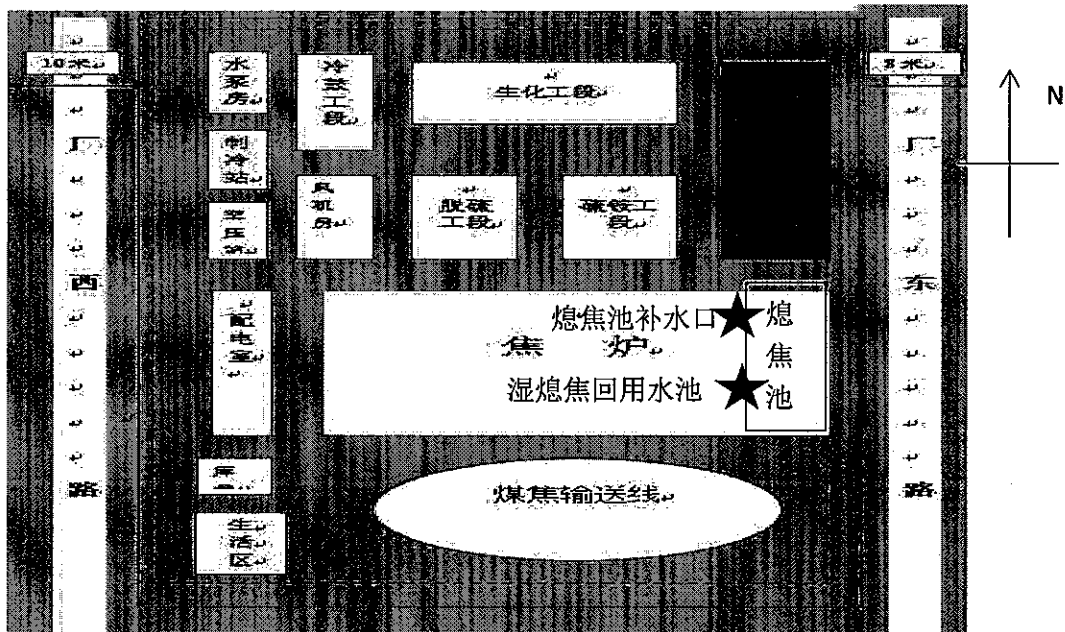 10米
8米
N
水泵房
冷鼓工段
生化工段
制冷站
风机房
脱硫工段
硫铵工段
厂西路
厂东路
配电室
熄焦池补水口
熄焦池
焦炉
湿熄焦回用水池
煤焦输送线
生活区